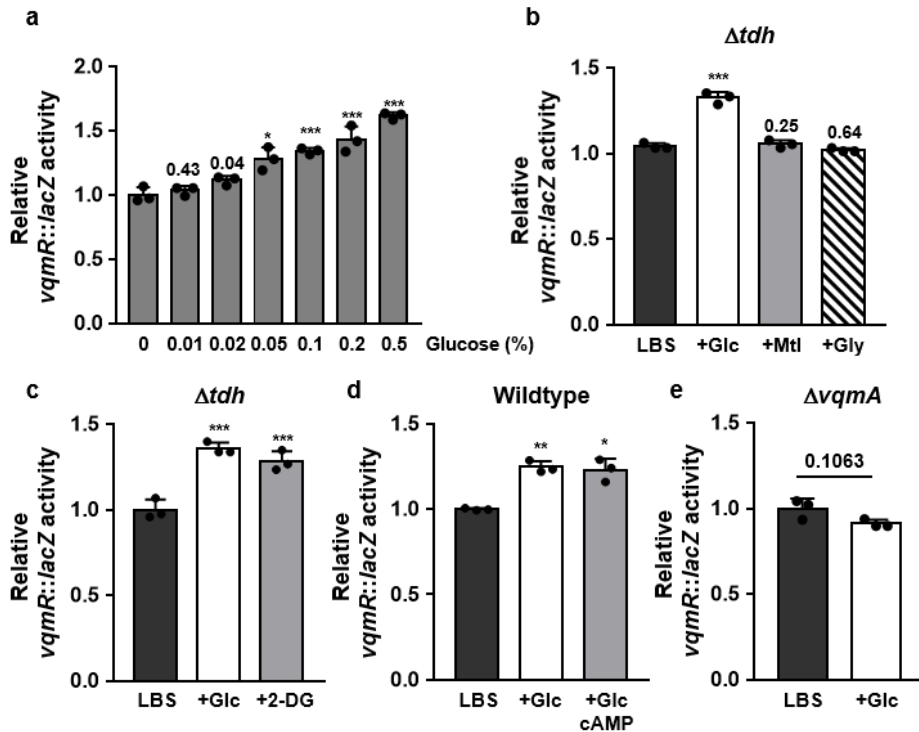 a
Relative
vqmR::lacZ activity
2.0
1.5
1.0
0.5
0.0
0.43
0.04
*
***
***
***
0 0.01 0.02 0.05 0.1 0.2 0.5 Glucose (%)
b
Δtdh
Relative
vqmR::lacZ activity
1.5
1.0
0.5
0.0
***
0.25
0.64
LBS +Glc +Mtl +Gly
c
Δtdh
Relative
vqmR::lacZ activity
1.5
1.0
0.5
0.0
***
***
LBS +Glc +2-DG
d
Wildtype
Relative
vqmR::lacZ activity
1.5
1.0
0.5
0.0
**
*
LBS +Glc +Glc
cAMP
e
ΔvqmA
Relative
vqmR::lacZ activity
1.5
1.0
0.5
0.0
0.1063
LBS +Glc